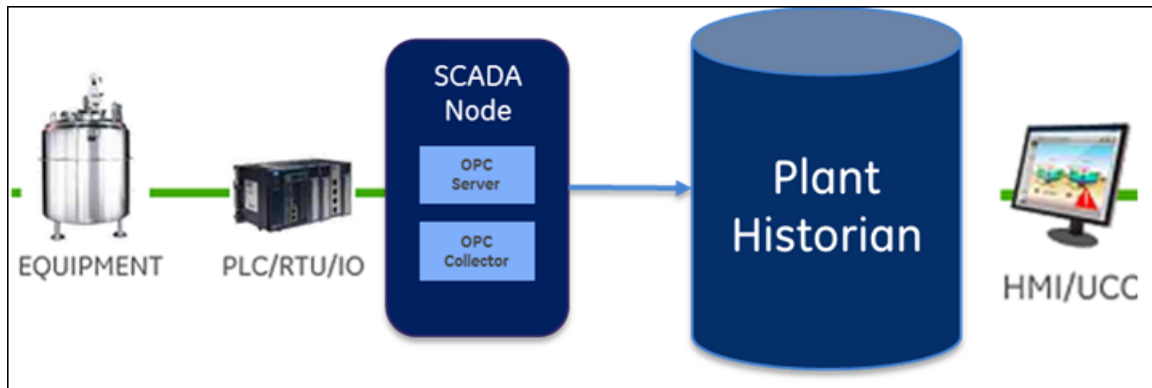 SCADA
Node
OPC
Server
OPC
Collector
Plant
Historian
EQUIPMENT
PLC/RTU/IO
HMI/UCC